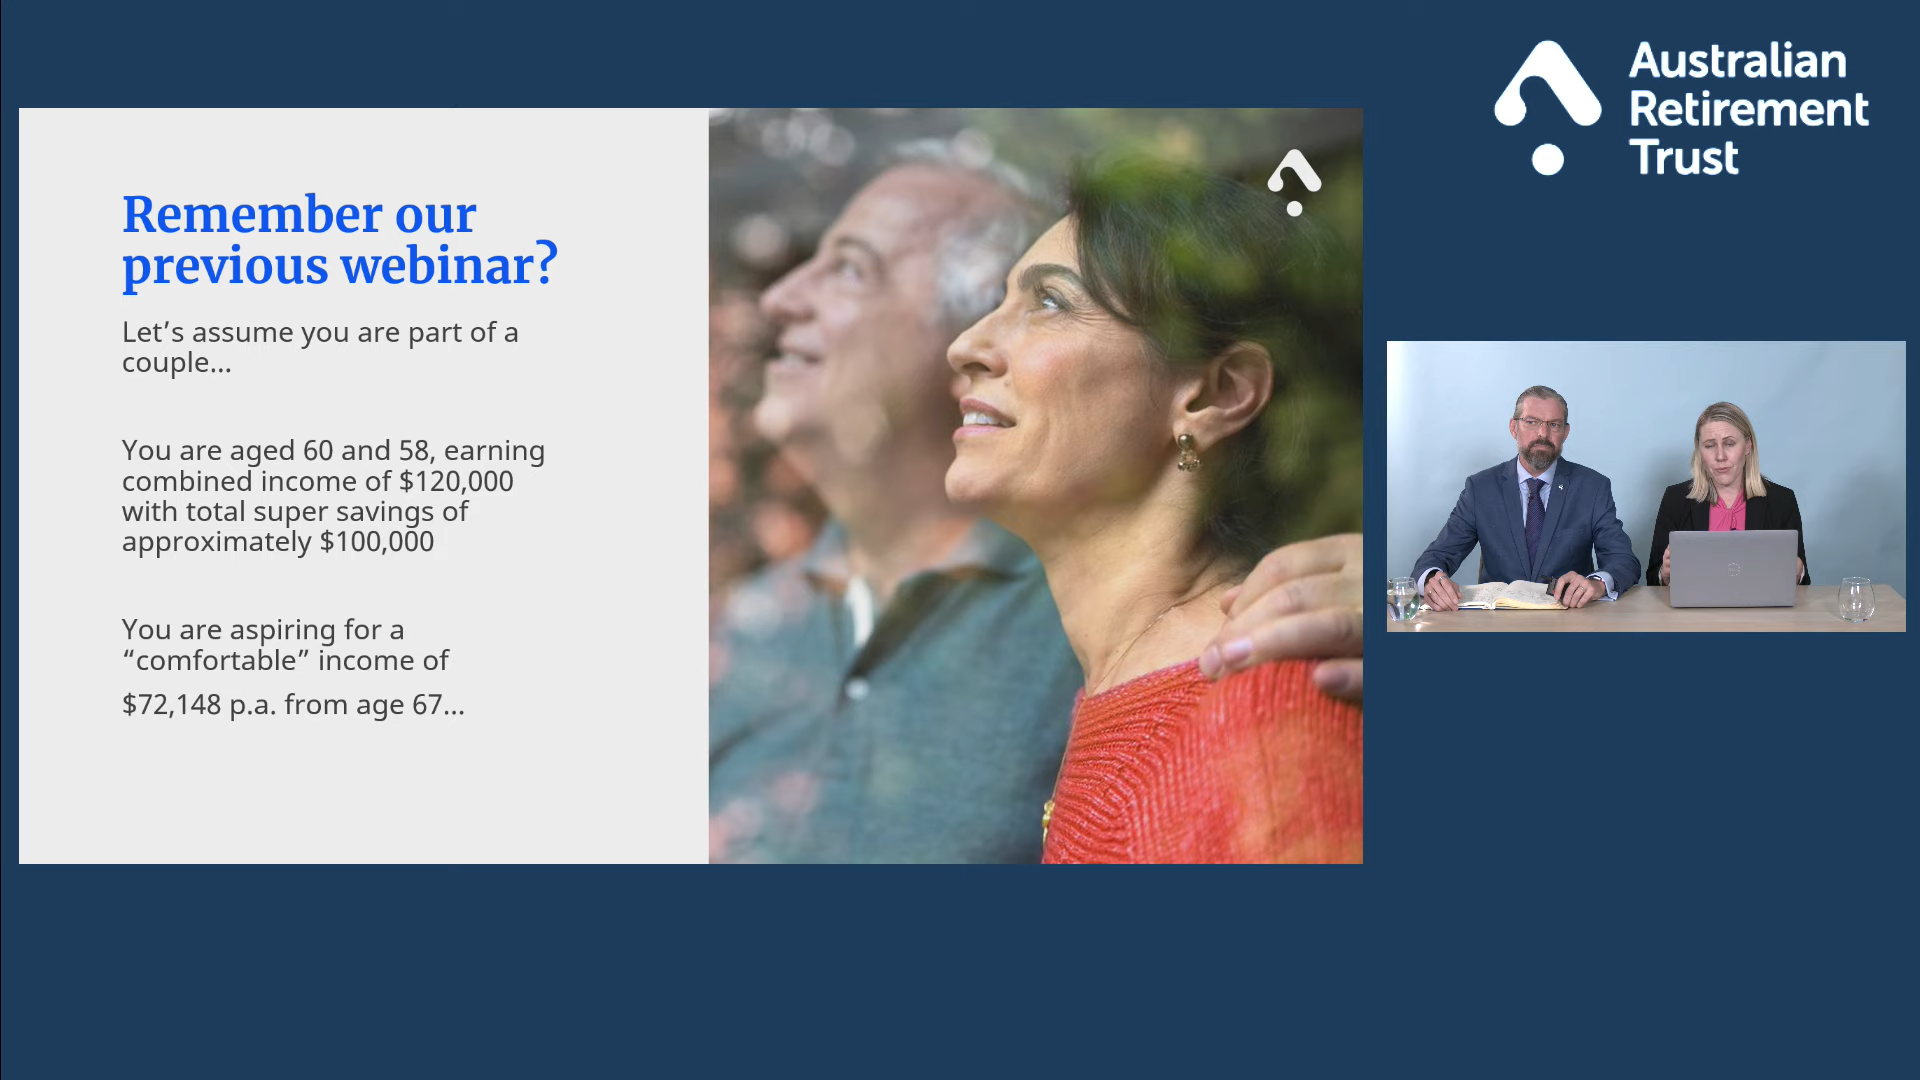 Remember our
previous webinar?
Let’s assume you are part of a
couple...
You are aged 60 and 58, earning
combined income of $120,000
with total super savings of
approximately $100,000
You are aspiring for a
“comfortable” income of
$72,148 p.a. from age 67...
Australian
Retirement
Trust